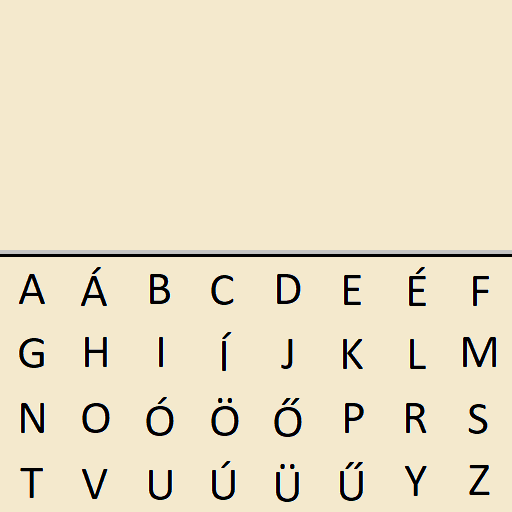 A Á B C D E É F
G H I Í J K L M
N O Ó Ö Ő P R S
T V U Ú Ü Ű Y Z